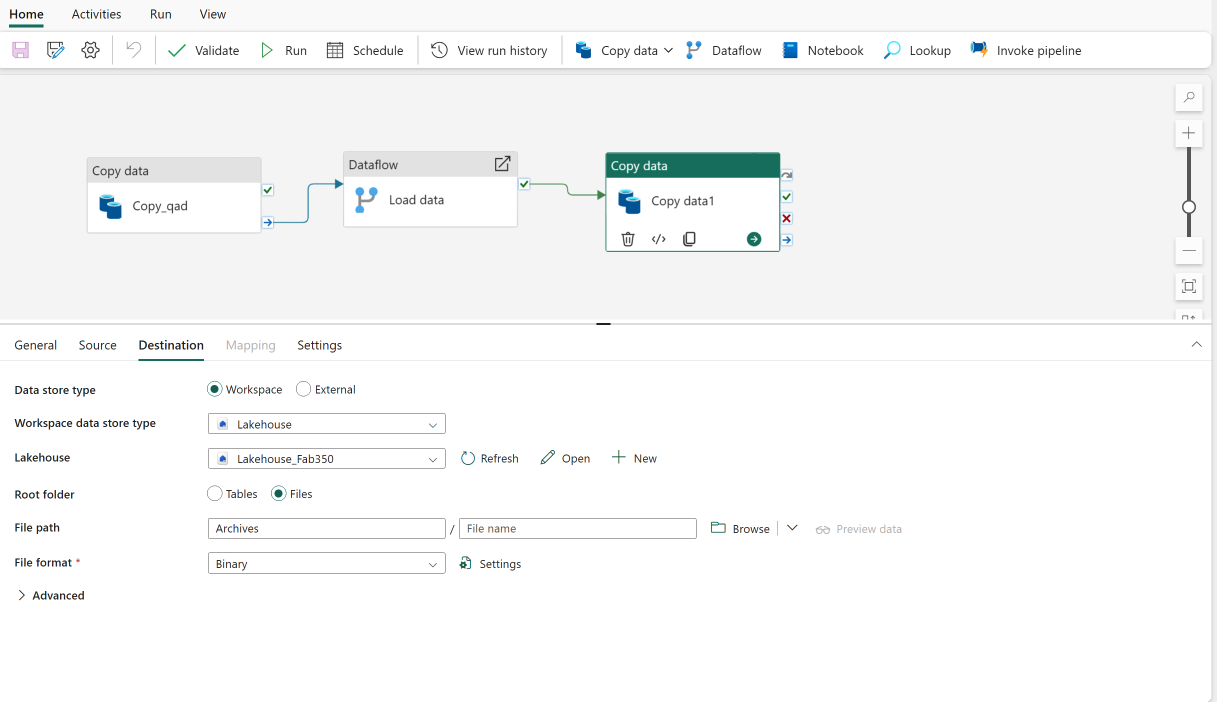 Home Activities Run View
Validate Run Schedule View run history Copy data Dataflow Notebook Lookup Invoke pipeline
Copy data
Copy_qad
Dataflow
Load data
Copy data
Copy data1
General Source Destination Mapping Settings
Data store type Workspace External
Workspace data store type Lakehouse
Lakehouse Lakehouse_Fab350 Refresh Open New
Root folder Tables Files
File path Archives / File name Browse Preview data
File format * Binary Settings
Advanced